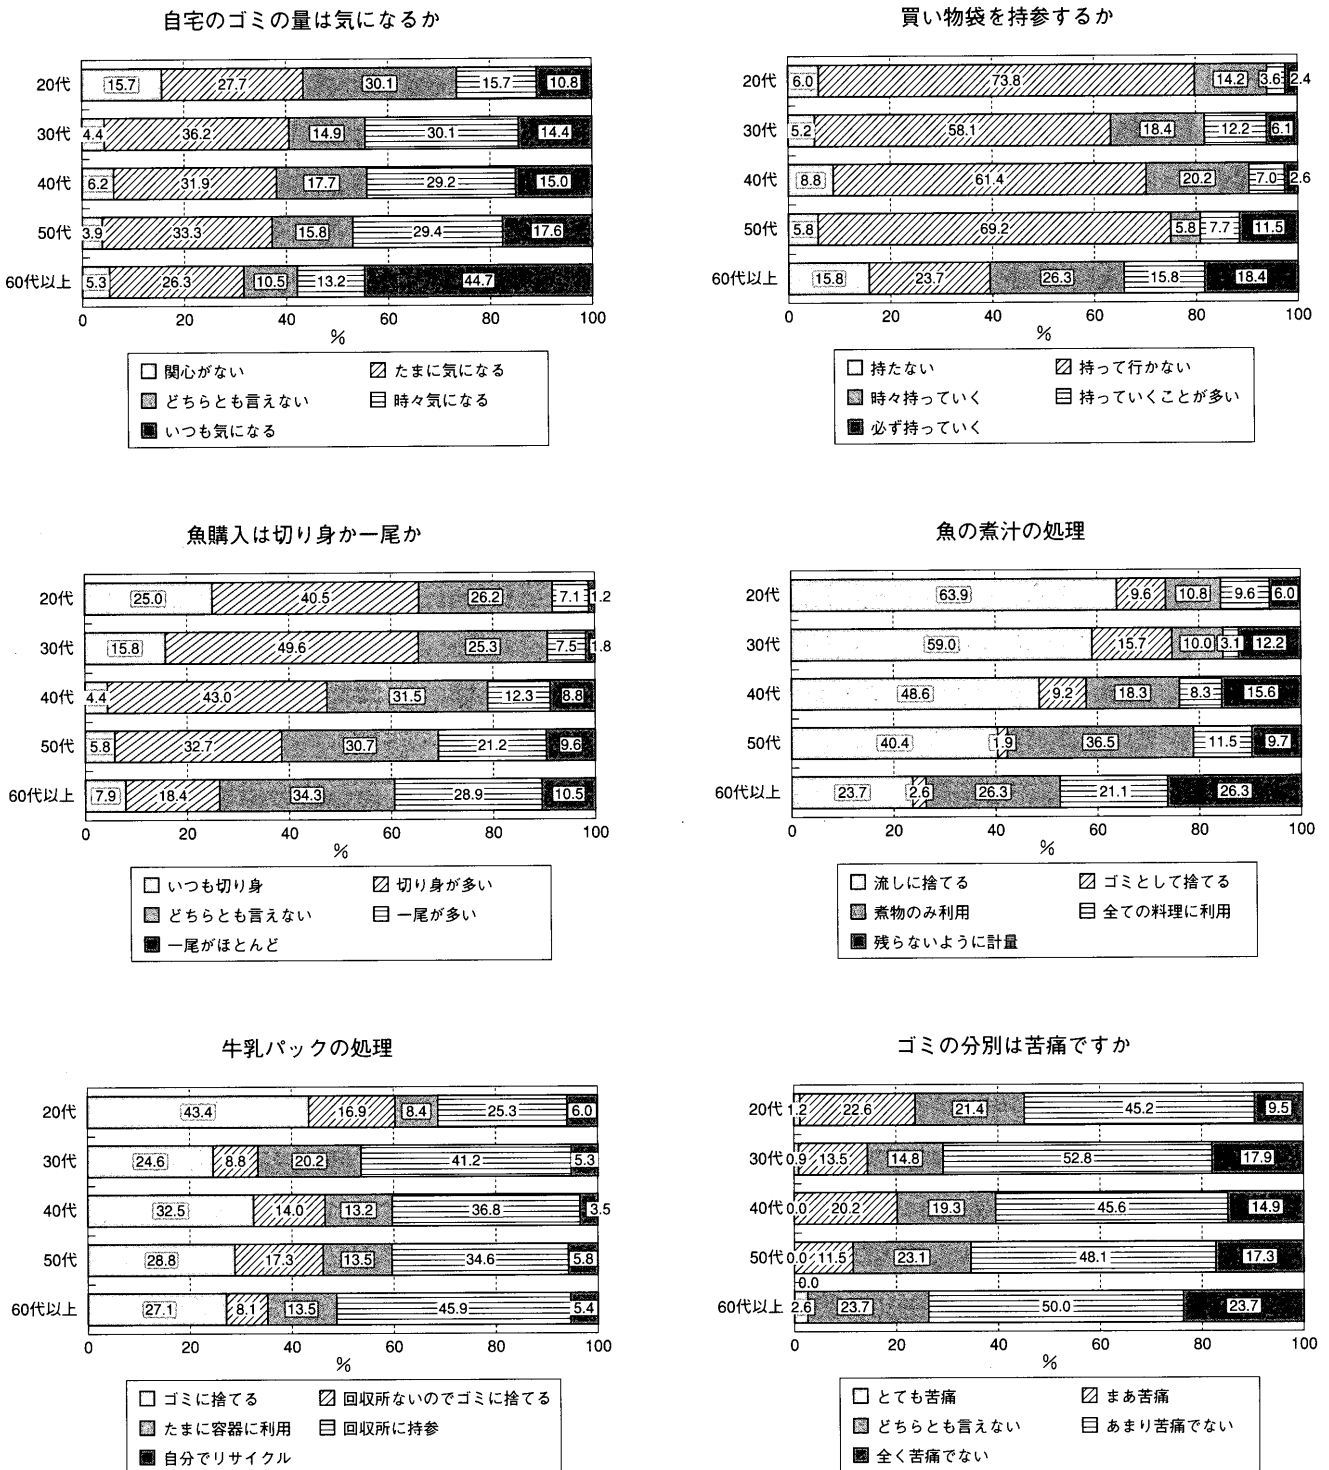 自宅のゴミの量は気になるか
20代 15.7 27.7 30.1 15.7 10.8
30代 4.4 36.2 14.9 30.1 14.4
40代 6.2 31.9 17.7 29.2 15.0
50代 3.9 33.3 15.8 29.4 17.6
60代以上 5.3 26.3 10.5 13.2 44.7
0 20 40 60 80 100
%
関心がない たまに気になる
どちらとも言えない 時々気になる
いつも気になる
買い物袋を持参するか
20代 6.0 73.8 14.2 3.6 2.4
30代 5.2 58.1 18.4 12.2 6.1
40代 8.8 61.4 20.2 7.0 2.6
50代 5.8 69.2 5.8 7.7 11.5
60代以上 15.8 23.7 26.3 15.8 18.4
0 20 40 60 80 100
%
持たない 持って行かない
時々持っていく 持っていくことが多い
必ず持っていく
魚購入は切り身か一尾か
20代 25.0 40.5 26.2 7.1 1.2
30代 15.8 49.6 25.3 7.5 1.8
40代 4.4 43.0 31.5 12.3 8.8
50代 5.8 32.7 30.7 21.2 9.6
60代以上 7.9 18.4 34.3 28.9 10.5
0 20 40 60 80 100
%
いつも切り身 切り身が多い
どちらとも言えない 一尾が多い
一尾がほとんど
魚の煮汁の処理
20代 63.9 9.6 10.8 9.6 6.0
30代 59.0 15.7 10.0 3.1 12.2
40代 48.6 9.2 18.3 8.3 15.6
50代 40.4 1.9 36.5 11.5 9.7
60代以上 23.7 2.6 26.3 21.1 26.3
0 20 40 60 80 100
%
流しに捨てる ゴミとして捨てる
煮物のみ利用 全ての料理に利用
残らないように計量
牛乳パックの処理
20代 43.4 16.9 8.4 25.3 6.0
30代 24.6 8.8 20.2 41.2 5.3
40代 32.5 14.0 13.2 36.8 3.5
50代 28.8 17.3 13.5 34.6 5.8
60代以上 27.1 8.1 13.5 45.9 5.4
0 20 40 60 80 100
%
ゴミに捨てる 回収所ないのでゴミに捨てる
たまに容器に利用 回収所に持参
自分でリサイクル
ゴミの分別は苦痛ですか
20代 1.2 22.6 21.4 45.2 9.5
30代 0.9 13.5 14.8 52.8 17.9
40代 0.0 20.2 19.3 45.6 14.9
50代 0.0 11.5 23.1 48.1 17.3
0.0
60代以上 2.6 23.7 50.0 23.7
0 20 40 60 80 100
%
とても苦痛 まあ苦痛
どちらとも言えない あまり苦痛でない
全く苦痛でない